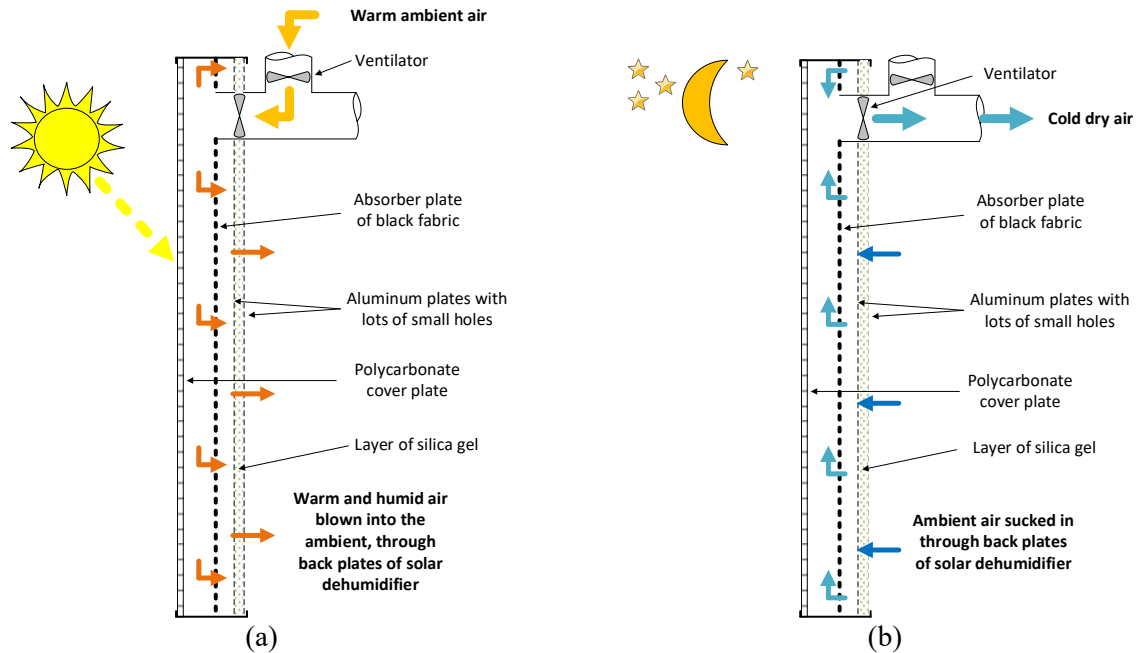 Warm ambient air
Ventilator
Absorber plate
of black fabric
Aluminum plates with
lots of small holes
Polycarbonate
cover plate
Layer of silica gel
Warm and humid air
blown into the
ambient, through
back plates of solar
dehumidifier
(a)
Ventilator
Cold dry air
Absorber plate
of black fabric
Aluminum plates with
lots of small holes
Polycarbonate
cover plate
Layer of silica gel
Ambient air sucked in
through back plates
of solar dehumidifier
(b)